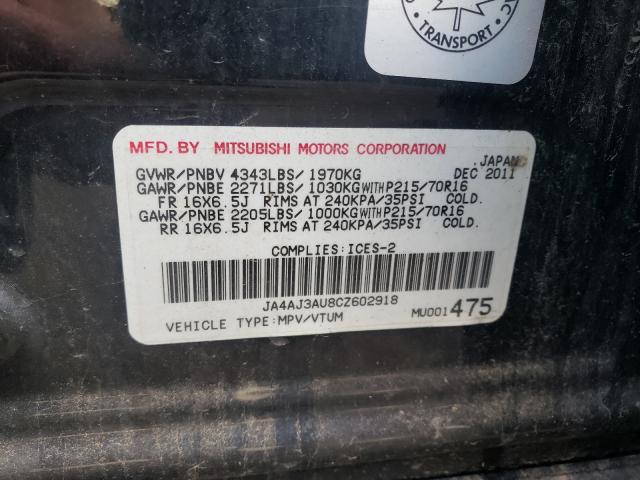 TRANSPORT
MFD. BY MITSUBISHI MOTORS CORPORATION
JAPAN
GVWR/PNBV 4343LBS/ 1970KG DEC 2011
GAWR/PNBE 2271LBS/ 1030KG WITH P215/70R16
FR 16X6.5J RIMS AT 240KPA/35PSI COLD.
GAWR/PNBE 2205LBS/ 1000KG WITH P215/70R16
RR 16X6.5J RIMS AT 240KPA/35PSI COLD.
COMPLIES:ICES-2
JA4AJ3AU8CZ602918
VEHICLE TYPE:MPV/VTUM MU001 475